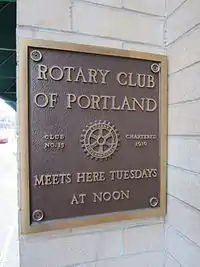 ROTARY CLUB
OF PORTLAND
CLUB CHARTERED
NO. 15 1910
MEETS HERE TUESDAYS
AT NOON